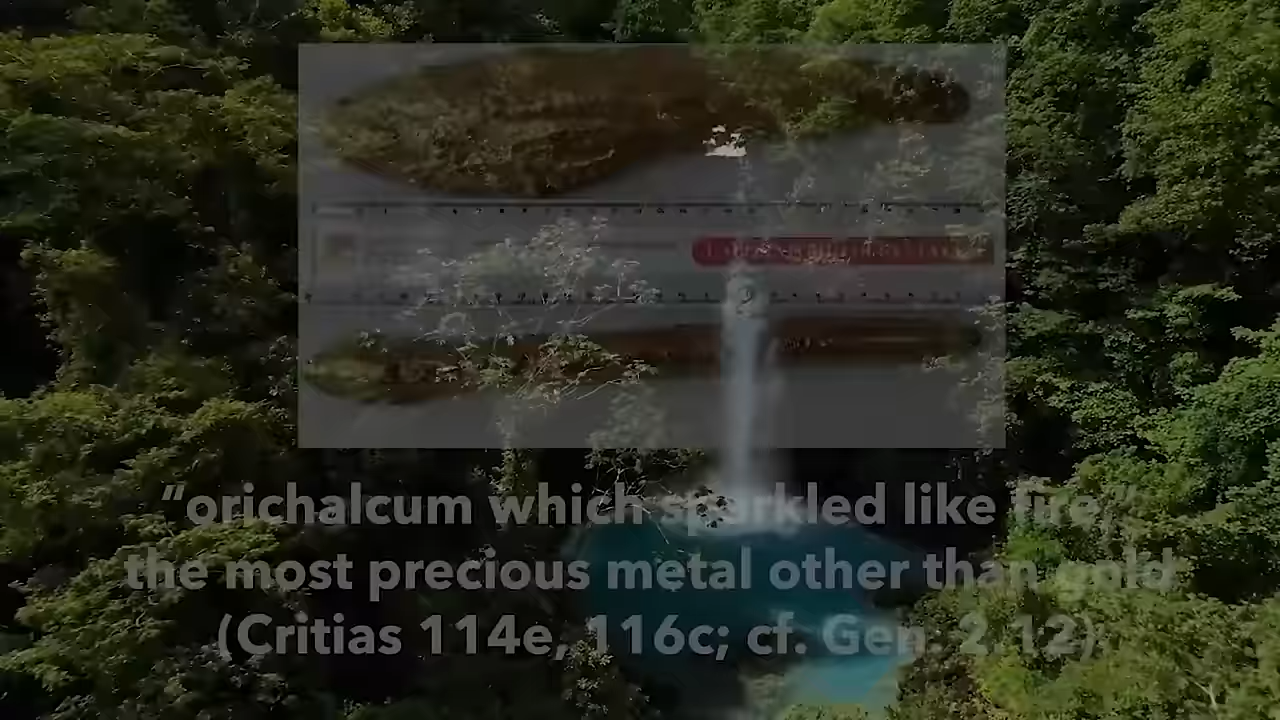 “orichalcum which sparkled like fire,”
the most precious metal other than gold
(Critias 114e, 116c; cf. Gen. 2.12)